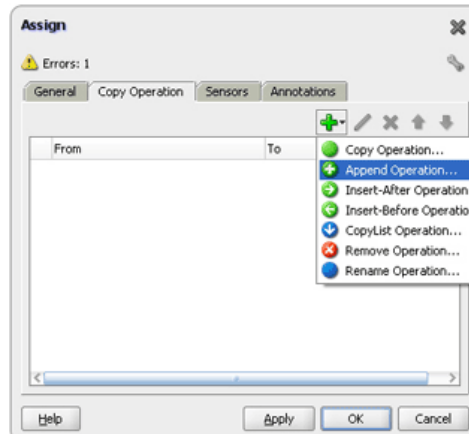 Assign
Errors: 1
General Copy Operation Sensors Annotations
From To
Copy Operation...
Append Operation...
Insert-After Operation
Insert-Before Operatio
CopyList Operation...
Remove Operation...
Rename Operation...
Help Apply OK Cancel